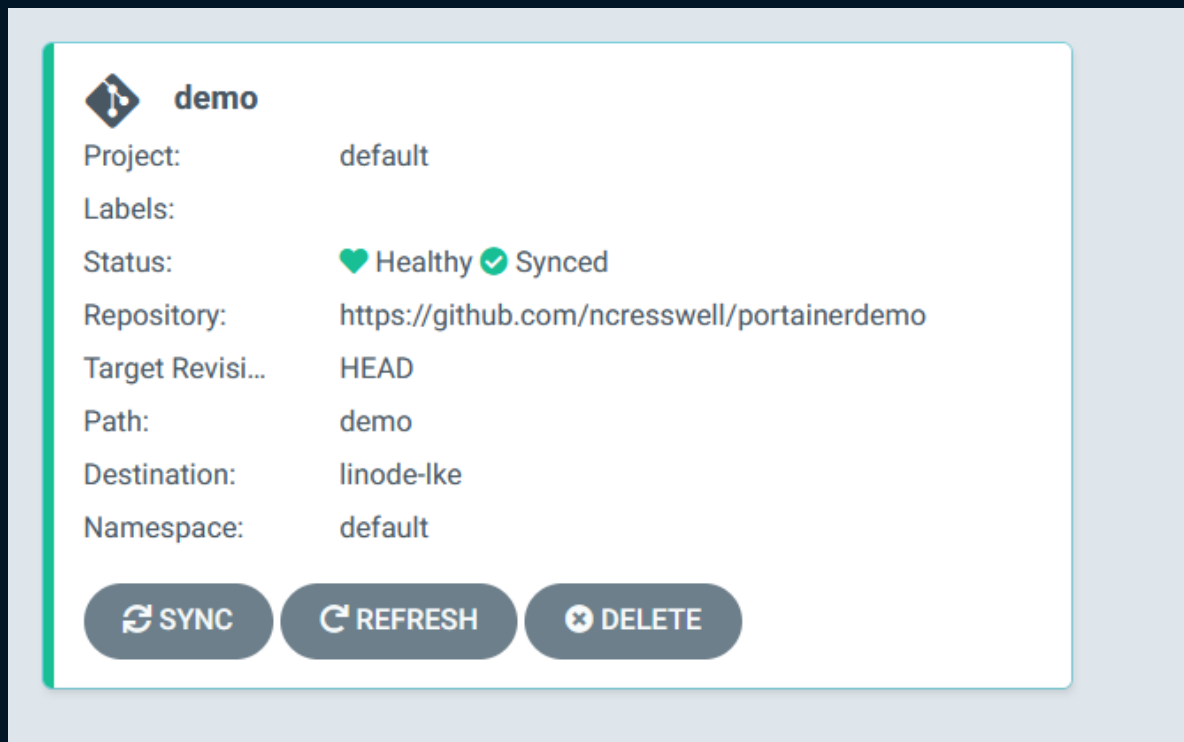 demo
Project: default
Labels:
Status: Healthy Synced
Repository: https://github.com/ncresswell/portainerdemo
Target Revisi... HEAD
Path: demo
Destination: linode-lke
Namespace: default
SYNC REFRESH DELETE